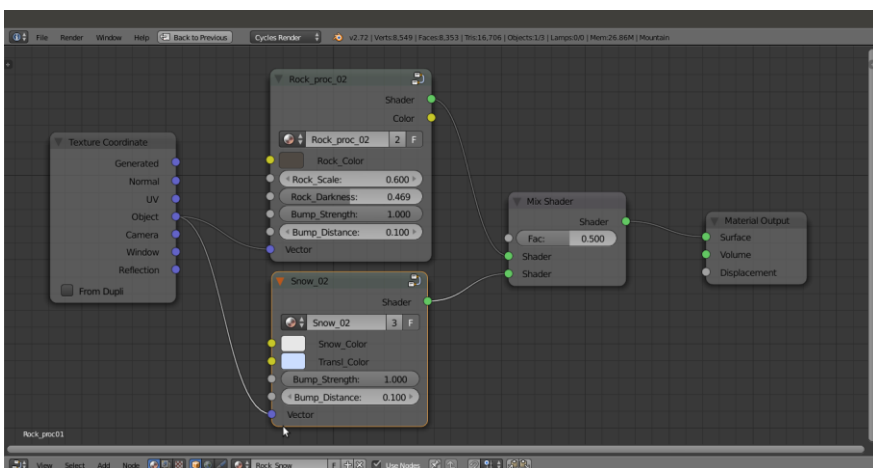 File Render Window Help Back to Previous Cycles Render v2.72 | Verts:8,549 | Faces:8,353 | Tris:16,706 | Objects:1/3 | Lamps:0/0 | Mem:26.86M | Mountain
Texture Coordinate
Generated
Normal
UV
Object
Camera
Window
Reflection
From Dupli
Rock_proc_02
Shader
Color
Rock_proc_02 2 F
Rock_Color
Rock_Scale: 0.600
Rock_Darkness: 0.469
Bump_Strength: 1.000
Bump_Distance: 0.100
Vector
Snow_02
Shader
Snow_02 3 F
Snow_Color
Transl_Color
Bump_Strength: 1.000
Bump_Distance: 0.100
Vector
Mix Shader
Shader
Fac: 0.500
Shader
Shader
Material Output
Surface
Volume
Displacement
Rock_proc01
View Select Add Node Rock_Snow F Use Nodes